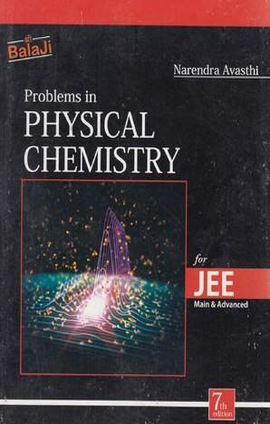 श्री
BalaJi
Narendra Avasthi
Problems in
PHYSICAL
CHEMISTRY
for
JEE
Main & Advanced
7th
edition